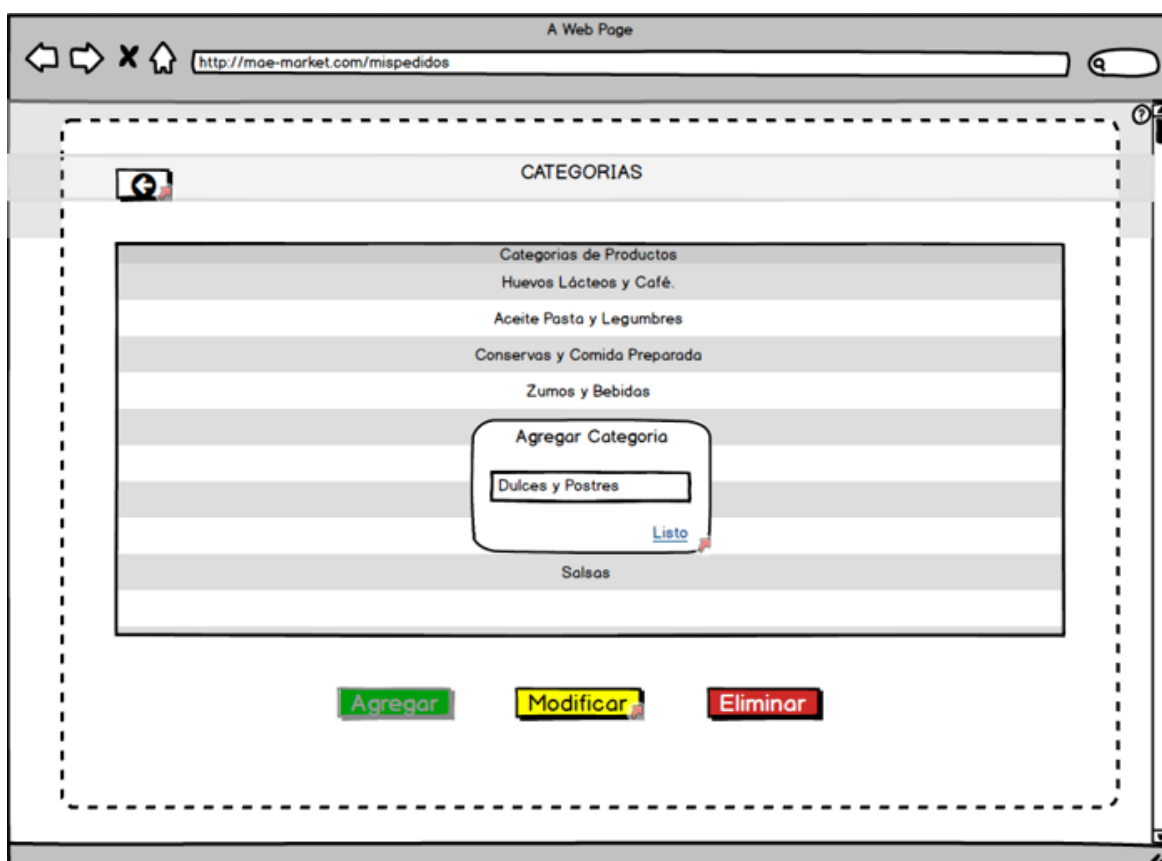 A Web Page
http://mae-market.com/mispedidos
?
CATEGORIAS
Categorias de Productos
Huevos Lácteos y Café.
Aceite Pasta y Legumbres
Conservas y Comida Preparada
Zumos y Bebidas
Agregar Categoria
Dulces y Postres
Listo
Salsas
Agregar
Modificar
Eliminar